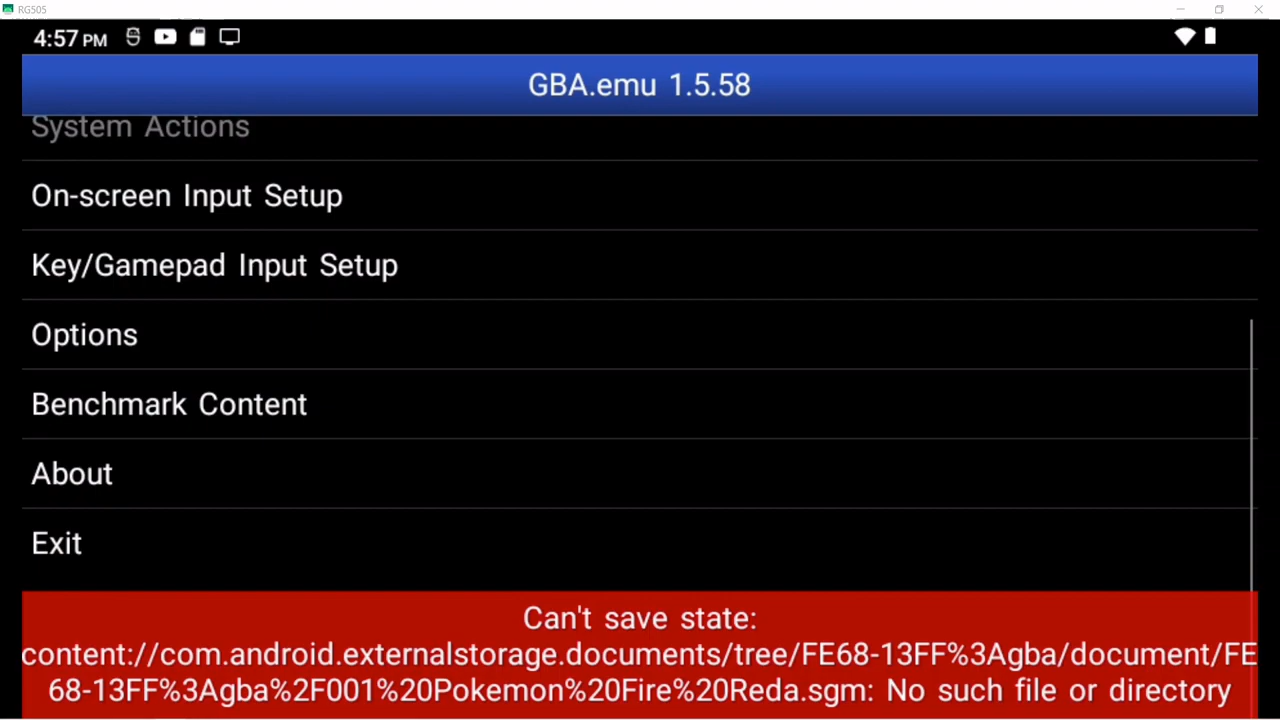 RG505
4:57 PM
GBA.emu 1.5.58
System Actions
On-screen Input Setup
Key/Gamepad Input Setup
Options
Benchmark Content
About
Exit
Can't save state:
content://com.android.externalstorage.documents/tree/FE68-13FF%3Agba/document/FE
68-13FF%3Agba%2F001%20Pokemon%20Fire%20Reda.sgm: No such file or directory